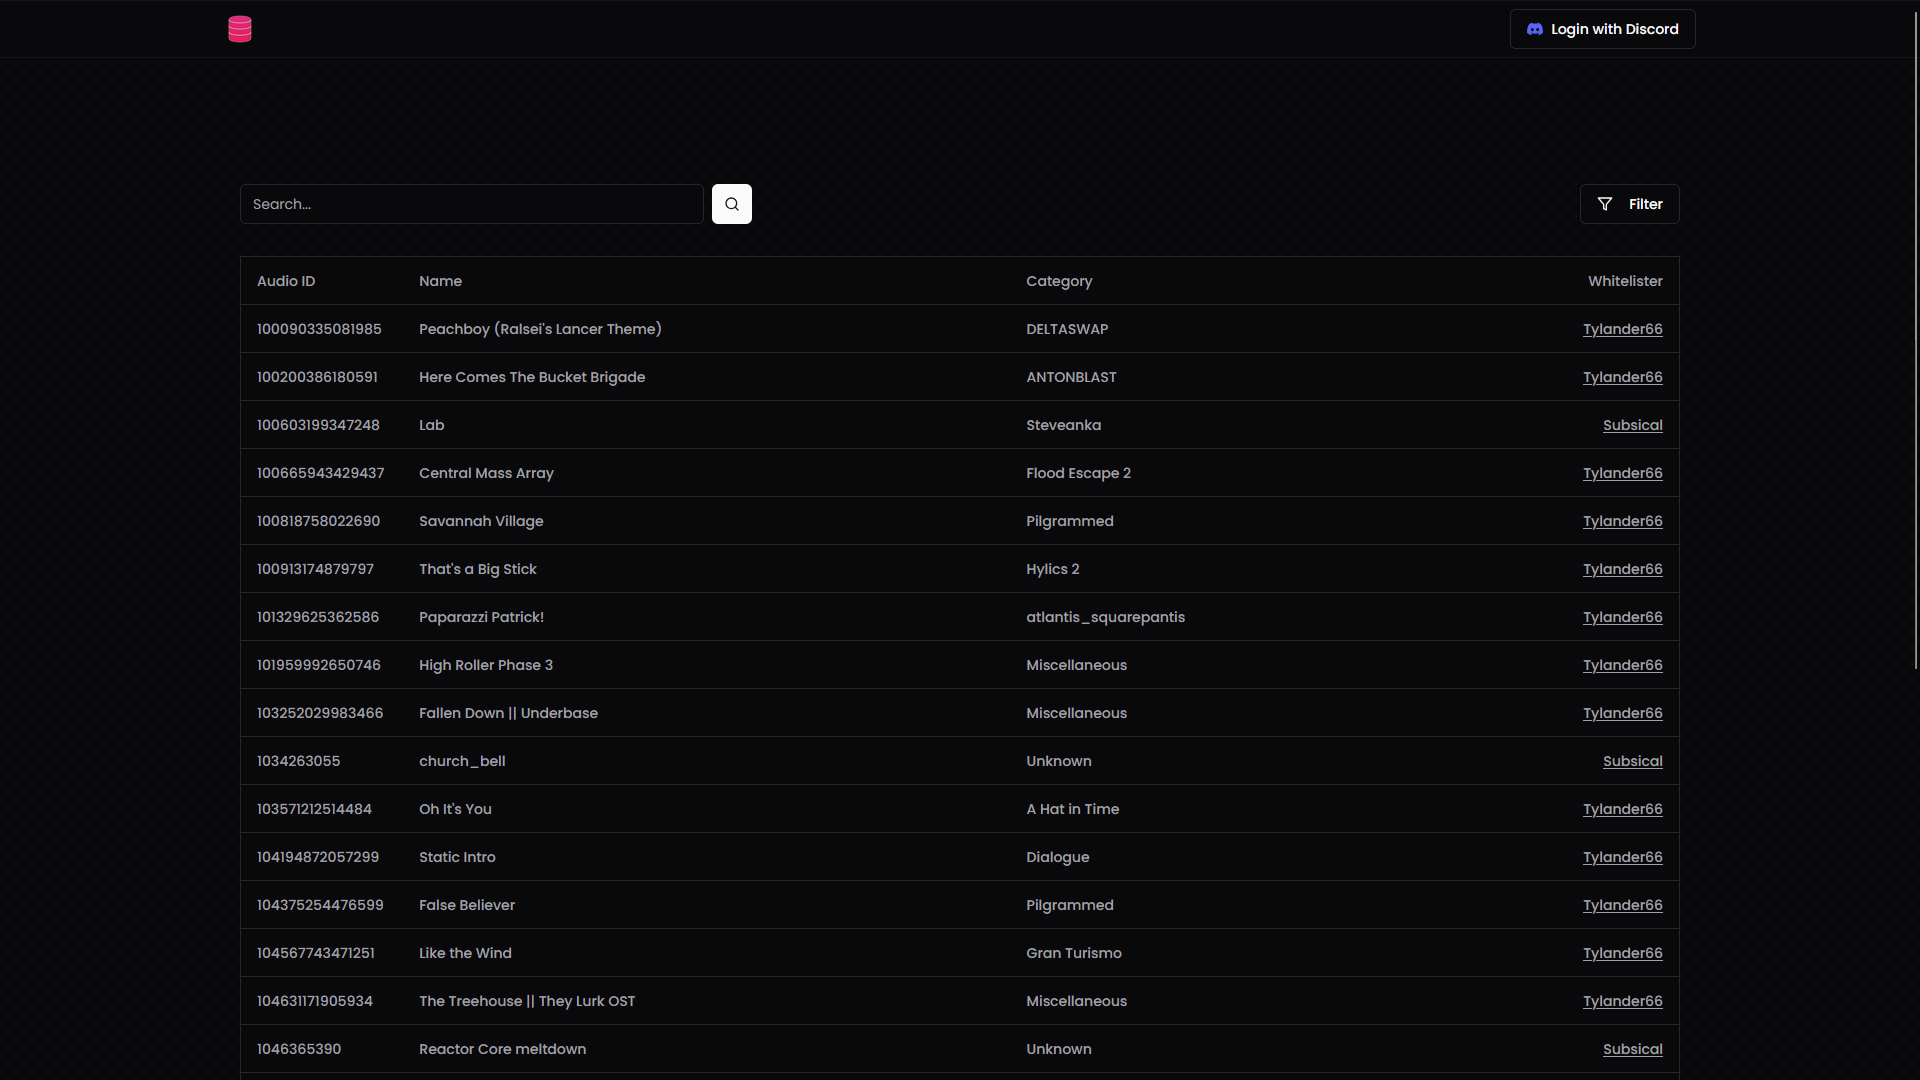 Login with Discord
Search...
Filter
Audio ID Name Category Whitelister
100090335081985 Peachboy (Ralsei's Lancer Theme) DELTASWAP Tylander66
100200386180591 Here Comes The Bucket Brigade ANTONBLAST Tylander66
100603199347248 Lab Steveanka Subsical
100665943429437 Central Mass Array Flood Escape 2 Tylander66
100818758022690 Savannah Village Pilgrammed Tylander66
100913174879797 That's a Big Stick Hylics 2 Tylander66
101329625362586 Paparazzi Patrick! atlantis_squarepantis Tylander66
101959992650746 High Roller Phase 3 Miscellaneous Tylander66
103252029983466 Fallen Down || Underbase Miscellaneous Tylander66
1034263055 church_bell Unknown Subsical
103571212514484 Oh It's You A Hat in Time Tylander66
104194872057299 Static Intro Dialogue Tylander66
104375254476599 False Believer Pilgrammed Tylander66
104567743471251 Like the Wind Gran Turismo Tylander66
104631171905934 The Treehouse || They Lurk OST Miscellaneous Tylander66
1046365390 Reactor Core meltdown Unknown Subsical